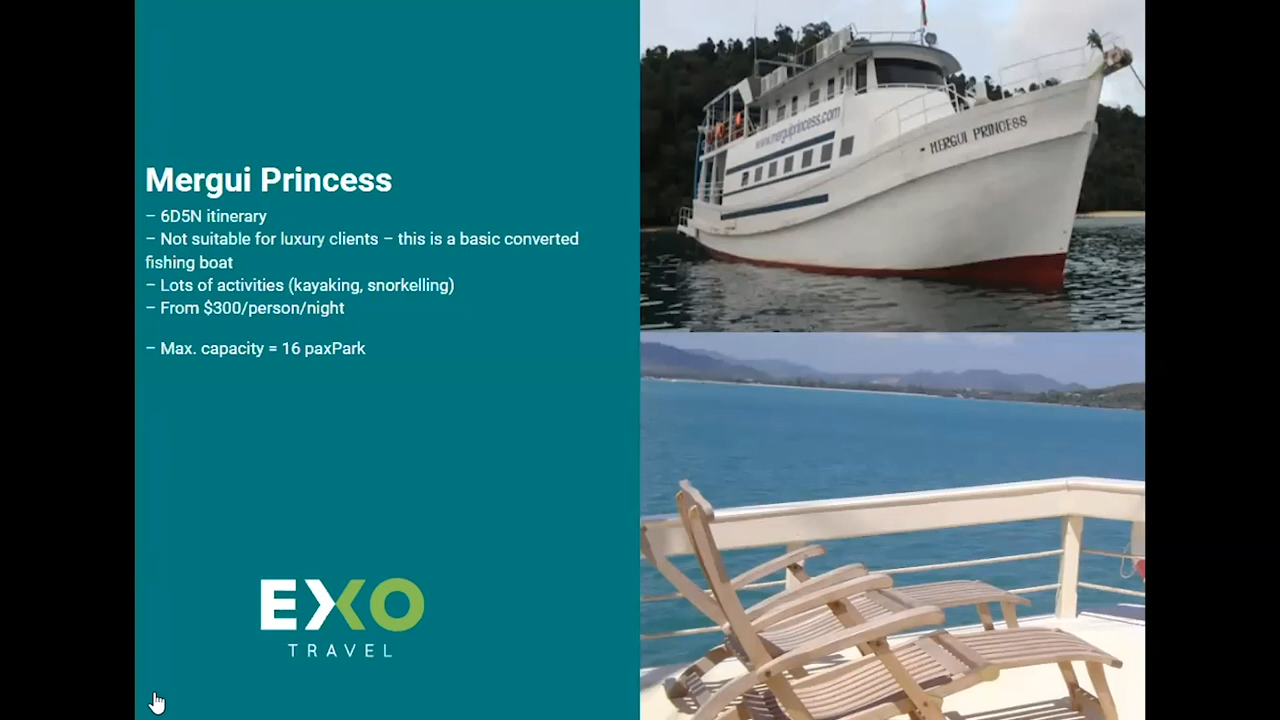 Mergui Princess
– 6D5N itinerary
– Not suitable for luxury clients – this is a basic converted
fishing boat
– Lots of activities (kayaking, snorkelling)
– From $300/person/night
– Max. capacity = 16 paxPark
EXO
TRAVEL
www.merguiprincess.com
MERGUI PRINCESS